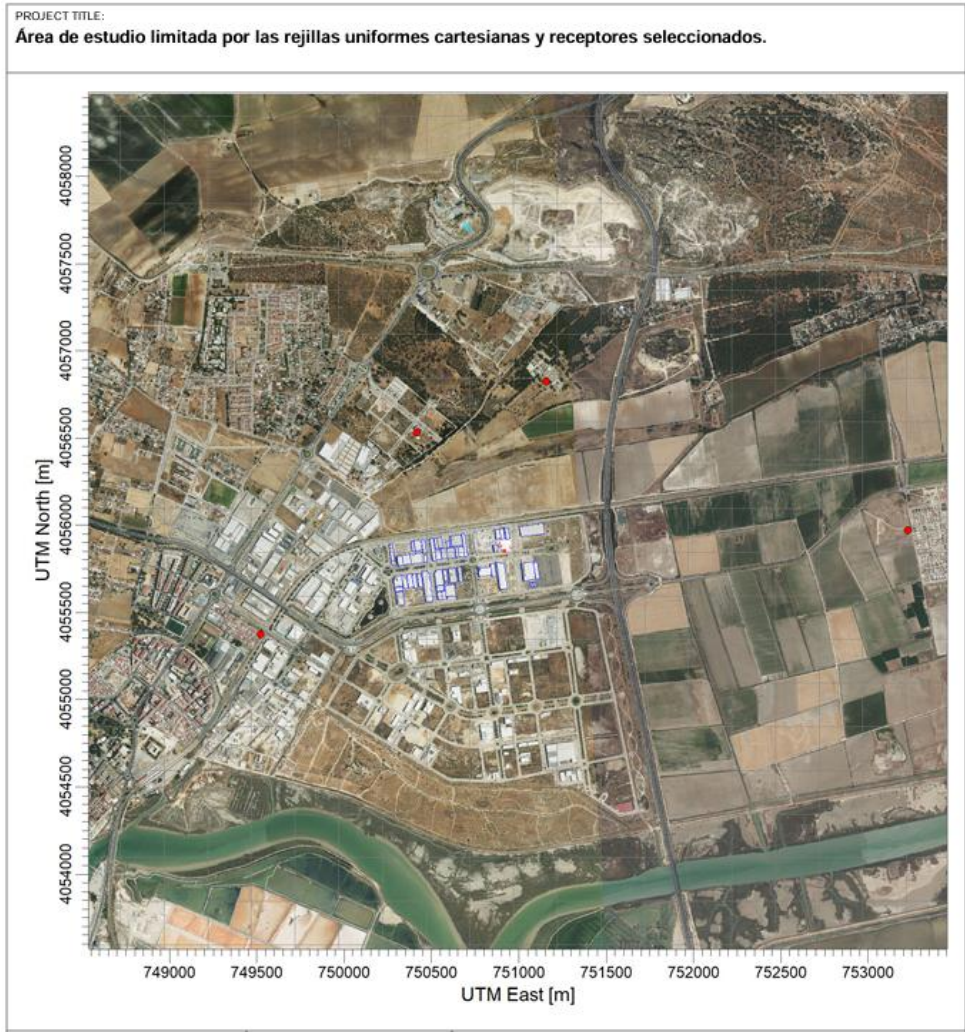 PROJECT TITLE:
Área de estudio limitada por las rejillas uniformes cartesianas y receptores seleccionados.
UTM North [m]
4058000
4057500
4057000
4056500
4056000
4055500
4055000
4054500
4054000
749000 749500 750000 750500 751000 751500 752000 752500 753000
UTM East [m]